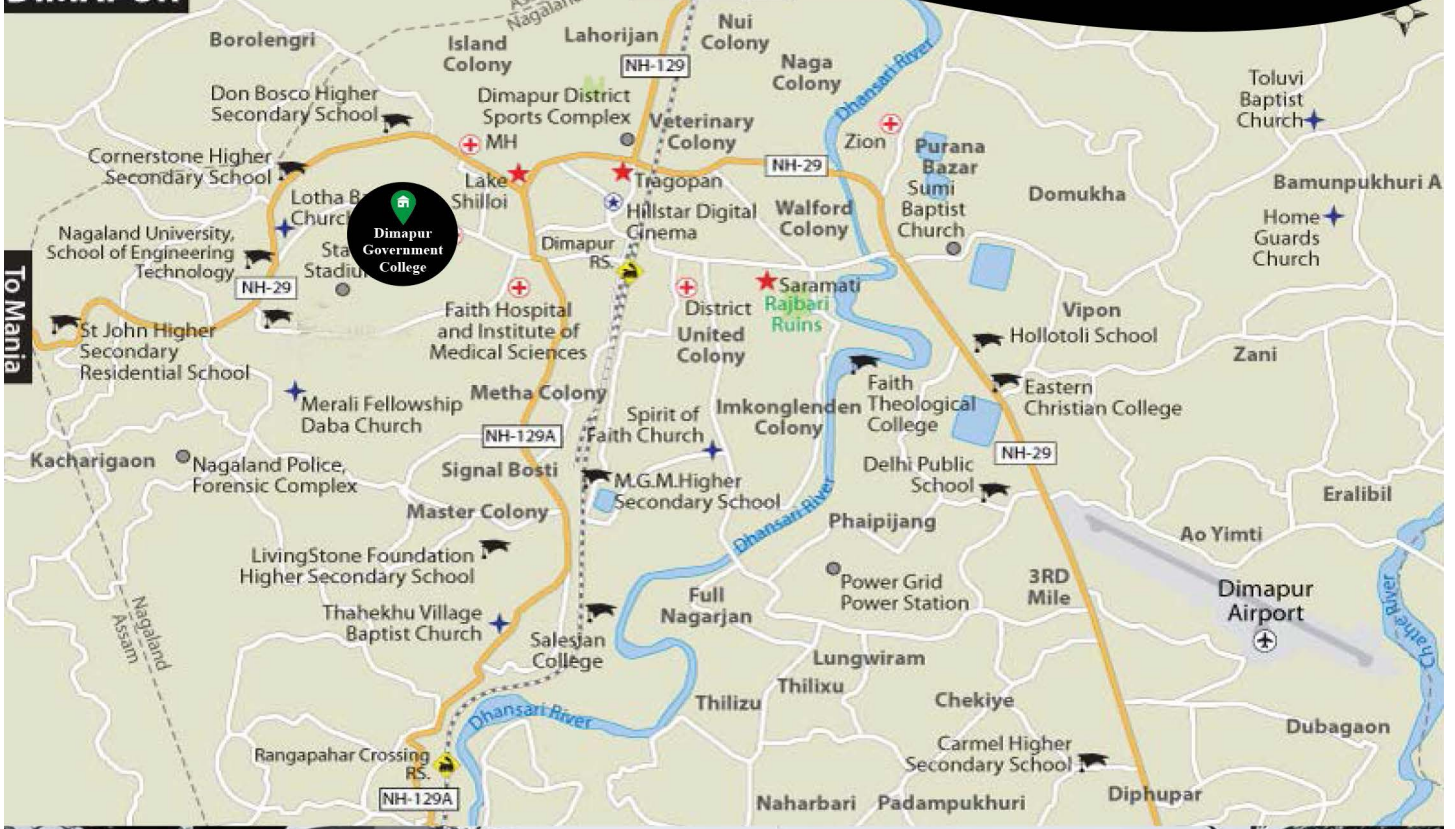 Nagaland
Borolengri
Island
Colony
Lahorijan
Nui
Colony
NH-129
Naga
Colony
Dhansari River
Toluvi
Baptist
Church
Don Bosco Higher
Secondary School
MH
Dimapur District
Sports Complex
Veterinary
Colony
Zion
Purana
Bazar
Cornerstone Higher
Secondary School
Lake
Shilloi
Tragopan
NH-29
Sumi
Baptist
Church
Domukha
Bamunpukhuri A
Lotha
Church
Dimapur
Government
College
Hillstar Digital
Cinema
Walford
Colony
Home
Guards
Church
Nagaland University,
School of Engineering
Technology
Dimapur
RS.
To Manja
NH-29
Faith Hospital
and Institute of
Medical Sciences
District
Saramati
Rajbari
Ruins
United
Colony
Vipon
Hollotoli School
Zani
St John Higher
Secondary
Residential School
Merali Fellowship
Daba Church
Metha Colony
Spirit of
Faith Church
Imkonglenden
Colony
Faith
Theological
College
Eastern
Christian College
NH-129A
NH-29
Kacharigaon
Nagaland Police,
Forensic Complex
Signal Bosti
M.G.M.Higher
Secondary School
Delhi Public
School
Eralibil
Master Colony
Dhansari River
Phaipijang
Ao Yimti
LivingStone Foundation
Higher Secondary School
Power Grid
Power Station
3RD
Mile
Dimapur
Airport
Chathe River
Nagaland
Assam
Thahekhu Village
Baptist Church
Full
Nagarjan
Salesian
College
Lungwiram
Thilixu
Thilizu
Chekiye
Dhansari River
Dubagaon
Rangapahar Crossing
RS.
Carmel Higher
Secondary School
NH-129A
Naharbari
Padampukhuri
Diphupar